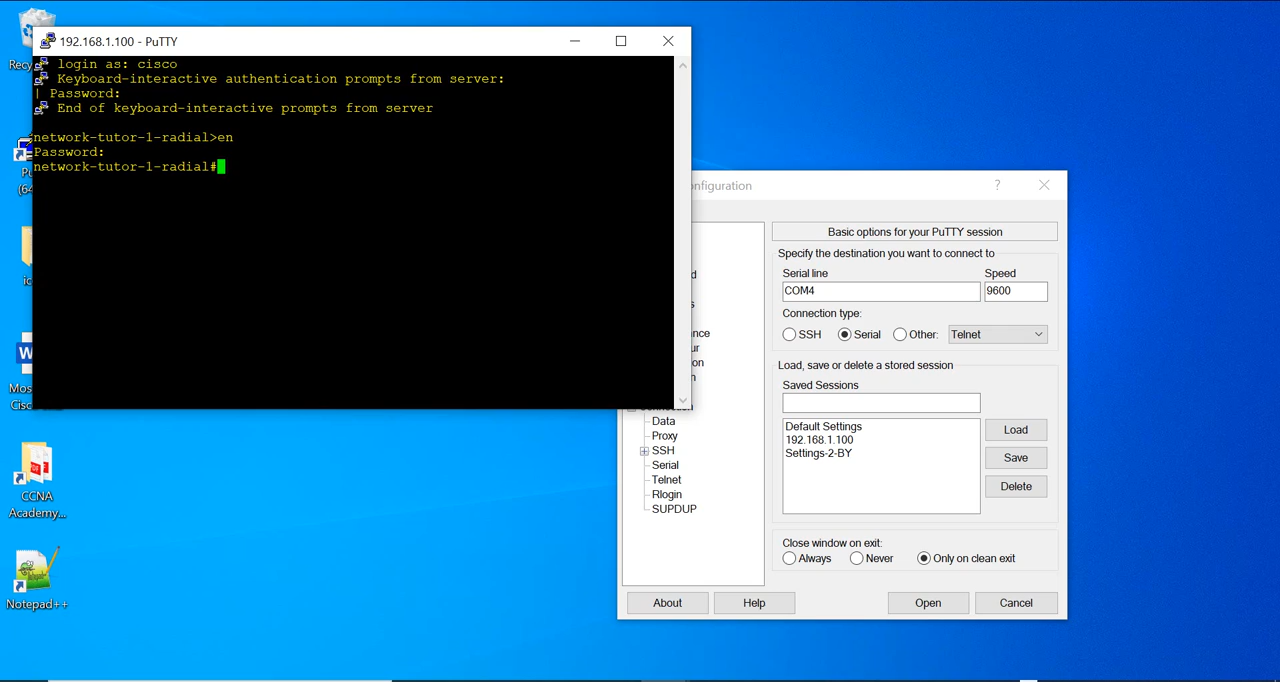 192.168.1.100 - PuTTY
login as: cisco
Keyboard-interactive authentication prompts from server:
| Password:
End of keyboard-interactive prompts from server
network-tutor-1-radial>en
Password:
network-tutor-1-radial#
?
Basic options for your PuTTY session
Specify the destination you want to connect to
Serial line
Speed
COM4
9600
Connection type:
SSH
Serial
Other:
Telnet
Load, save or delete a stored session
Saved Sessions
Default Settings
192.168.1.100
Settings-2-BY
Load
Save
Delete
Data
Proxy
SSH
Serial
Telnet
Rlogin
SUPDUP
Close window on exit:
Always
Never
Only on clean exit
About
Help
Open
Cancel
CCNA
Academy...
Notepad++